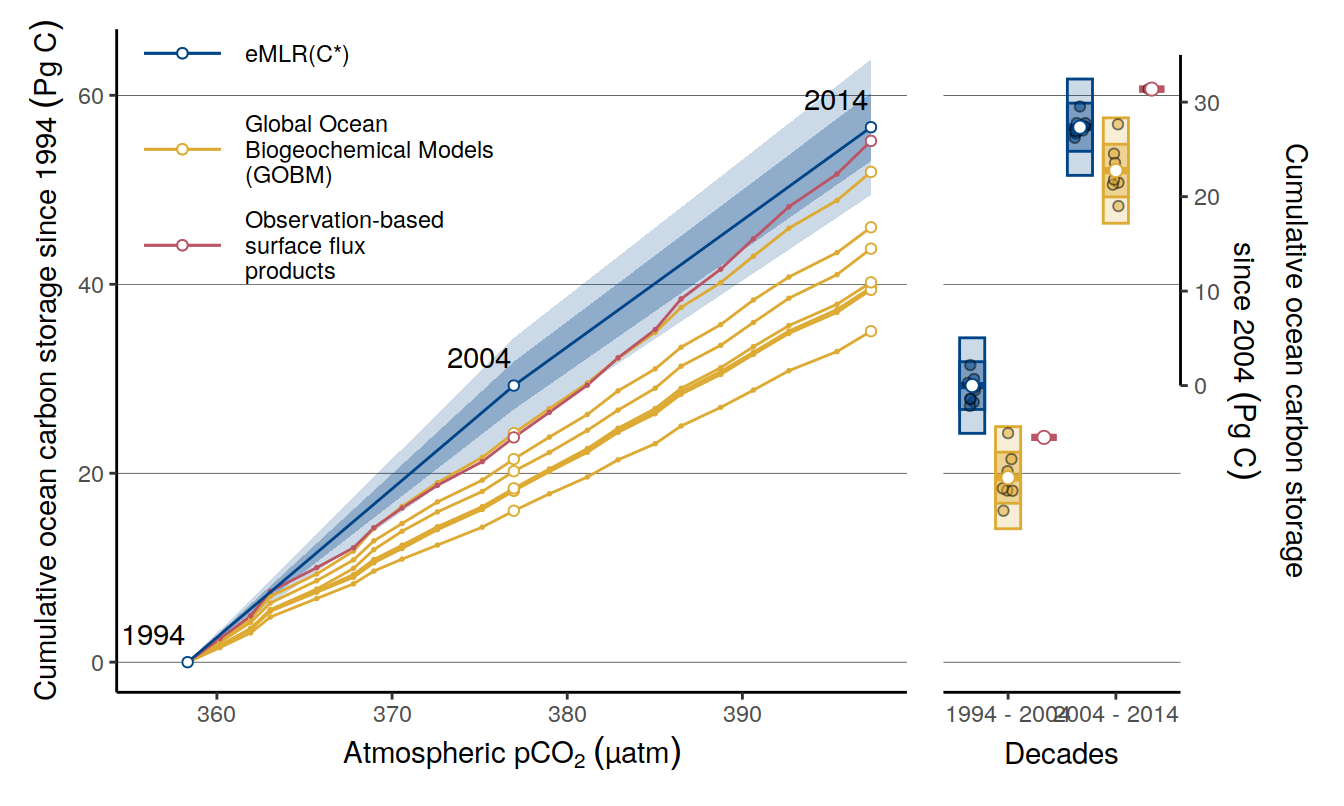 Cumulative ocean carbon storage since 1994 (Pg C)
60
40
20
0
eMLR(C*)
Global Ocean
Biogeochemical Models
(GOBM)
Observation-based
surface flux
products
1994
2004
2014
360
370
380
390
Atmospheric pCO₂ (µatm)
30
20
10
0
Cumulative ocean carbon storage
since 2004 (Pg C)
1994 - 2004
2004 - 2014
Decades